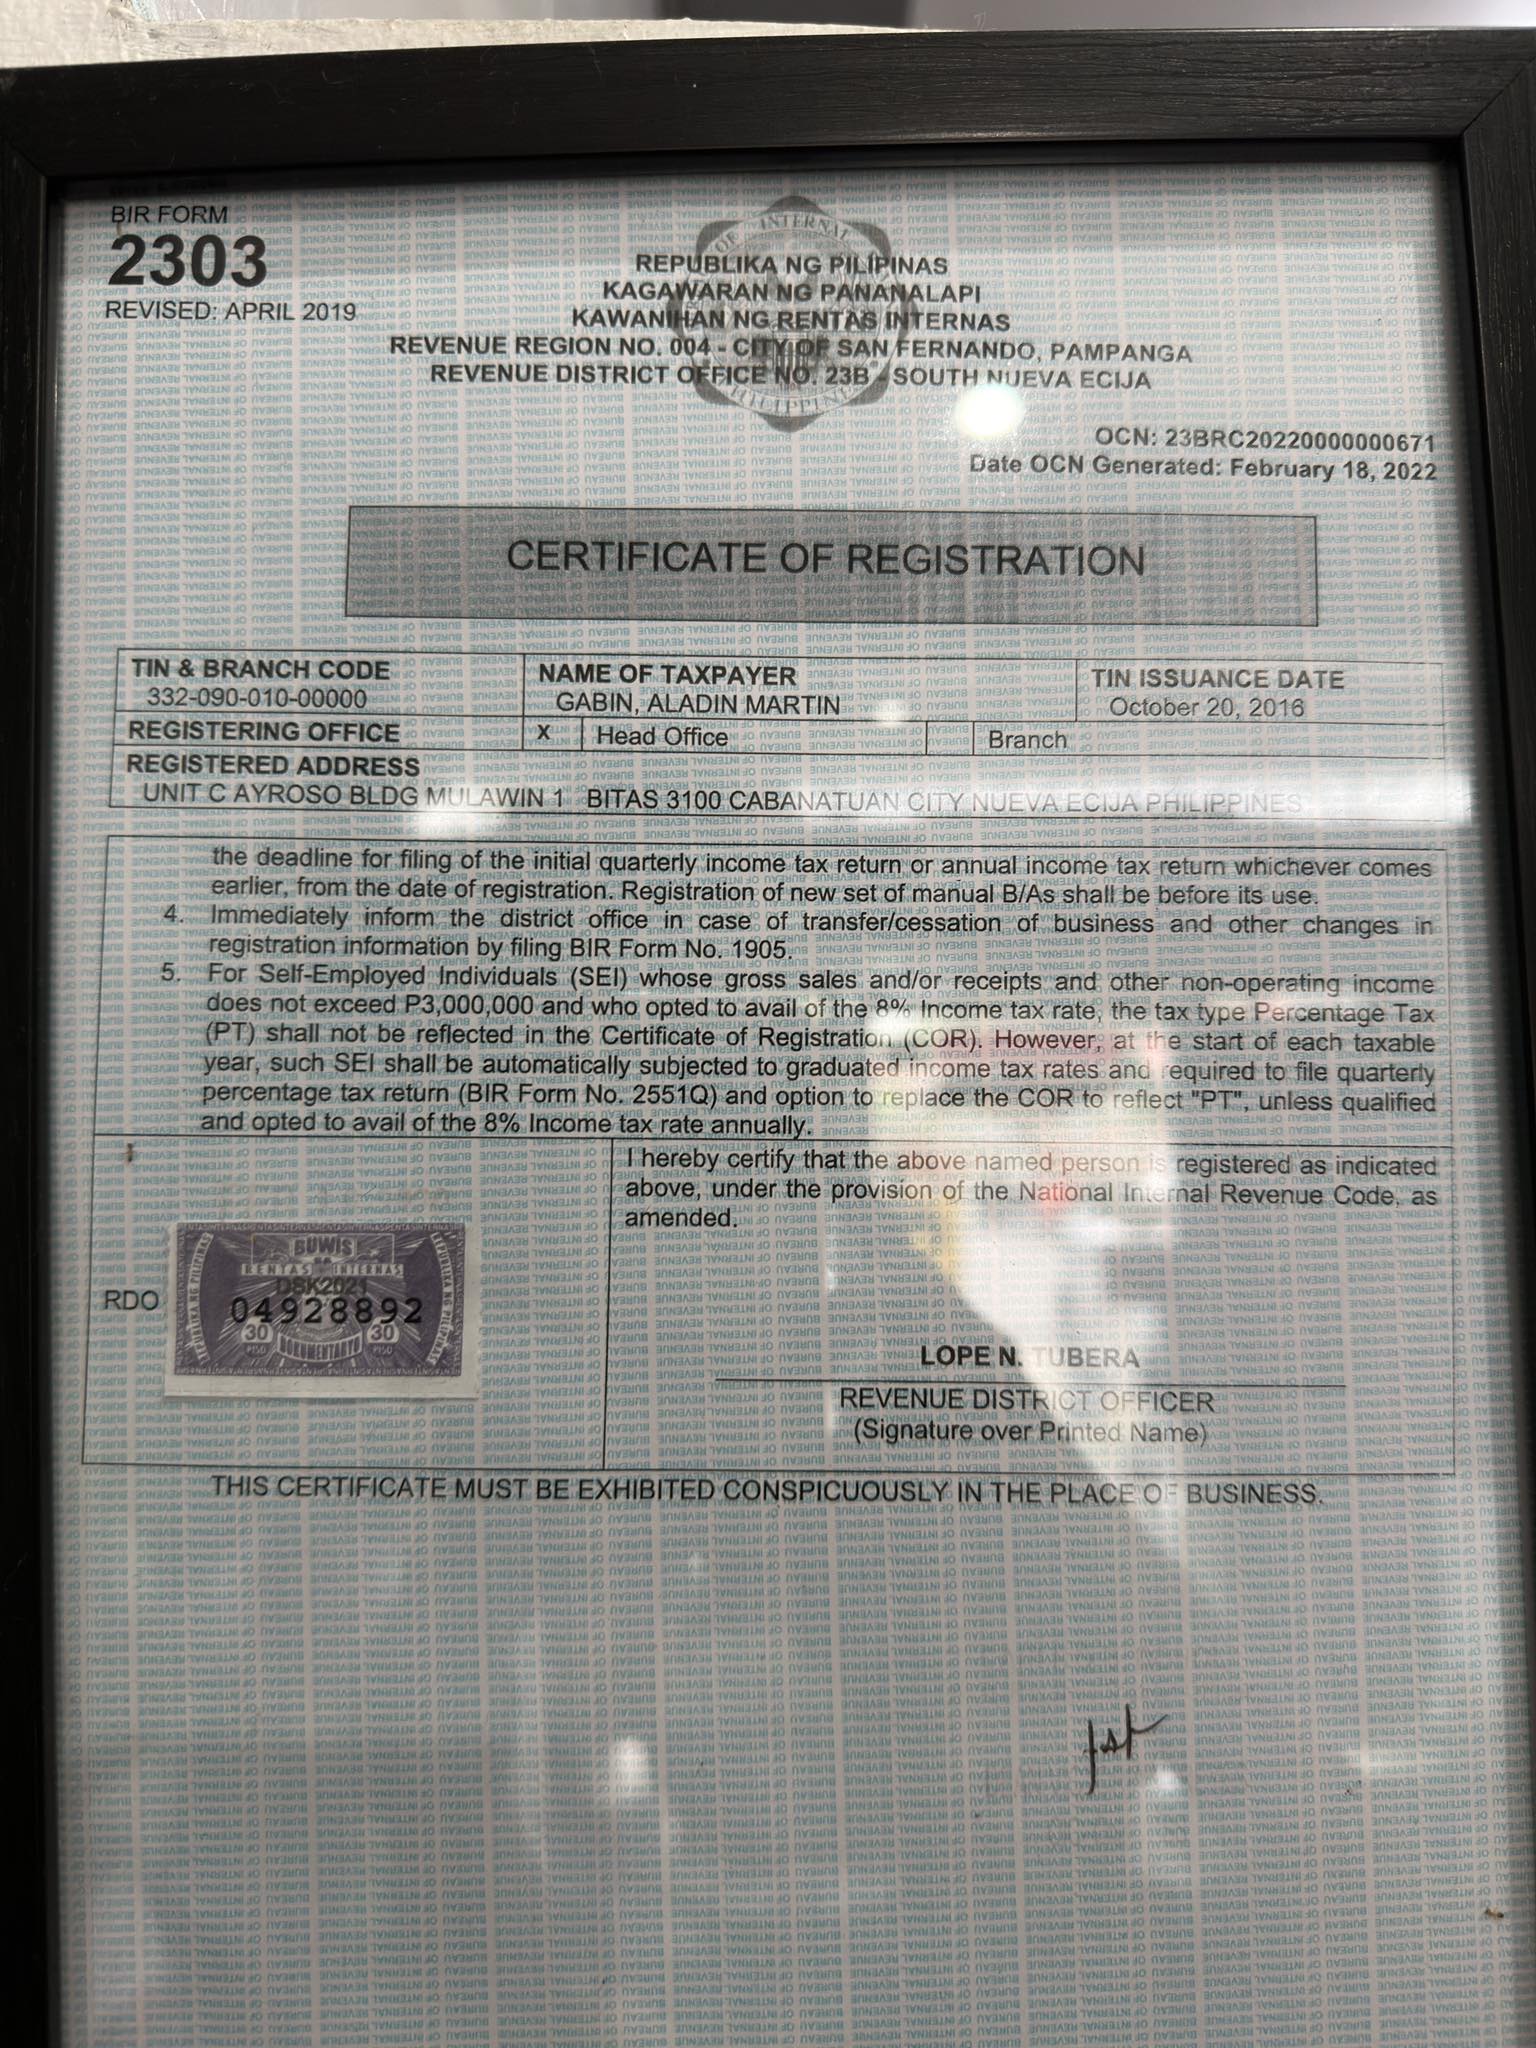 BIR FORM
2303
REVISED: APRIL 2019
REPUBLIKA NG PILIPINAS
KAGAWARAN NG PANANALAPI
KAWANIHAN NG RENTAS INTERNAS
REVENUE REGION NO. 004 - CITY OF SAN FERNANDO, PAMPANGA
REVENUE DISTRICT OFFICE NO. 23B - SOUTH NUEVA ECIJA
OCN: 23BRC20220000000671
Date OCN Generated: February 18, 2022
CERTIFICATE OF REGISTRATION
TIN & BRANCH CODE
332-090-010-00000
NAME OF TAXPAYER
GABIN, ALADIN MARTIN
TIN ISSUANCE DATE
October 20, 2016
REGISTERING OFFICE X Head Office Branch
REGISTERED ADDRESS
UNIT C AYROSO BLDG MULAWIN 1 BITAS 3100 CABANATUAN CITY NUEVA ECIJA PHILIPPINES
the deadline for filing of the initial quarterly income tax return or annual income tax return whichever comes
earlier, from the date of registration. Registration of new set of manual B/As shall be before its use.
4. Immediately inform the district office in case of transfer/cessation of business and other changes in
registration information by filing BIR Form No. 1905.
5. For Self-Employed Individuals (SEI) whose gross sales and/or receipts and other non-operating income
does not exceed P3,000,000 and who opted to avail of the 8% Income tax rate, the tax type Percentage Tax
(PT) shall not be reflected in the Certificate of Registration (COR). However, at the start of each taxable
year, such SEI shall be automatically subjected to graduated income tax rates and required to file quarterly
percentage tax return (BIR Form No. 2551Q) and option to replace the COR to reflect "PT", unless qualified
and opted to avail of the 8% Income tax rate annually.
I hereby certify that the above named person is registered as indicated
above, under the provision of the National Internal Revenue Code, as
amended.
RDO
BUWIS
SA
RENTAS INTERNAS
DSK2021
04928892
30 30
PISO PISO
DOKUMENTARYO
REPUBLIKA NG PILIPINAS
REPUBLIKA NG PILIPINAS
LOPE N. TUBERA
REVENUE DISTRICT OFFICER
(Signature over Printed Name)
THIS CERTIFICATE MUST BE EXHIBITED CONSPICUOUSLY IN THE PLACE OF BUSINESS.